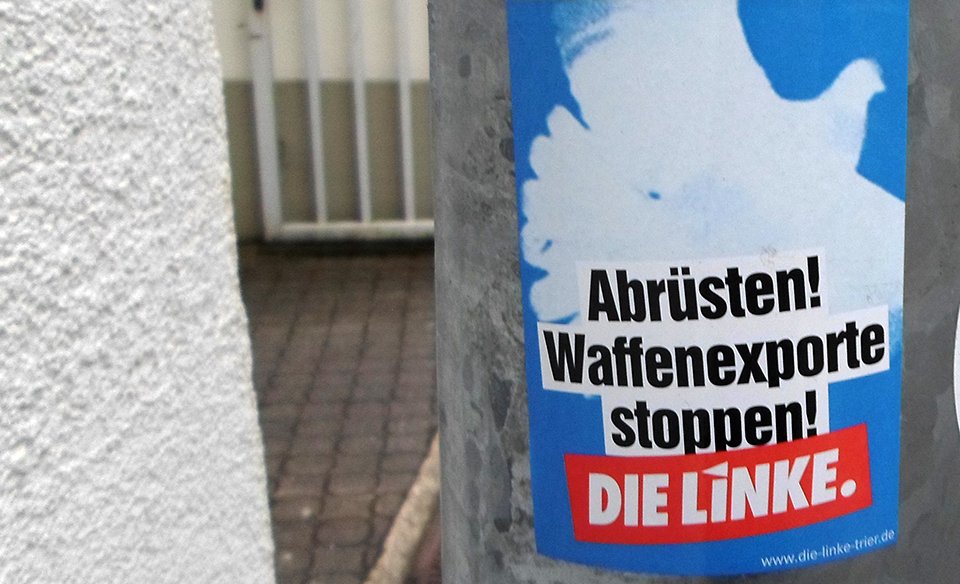 Abrüsten!
Waffenexporte
stoppen!
DIE LINKE.
www.die-linke-trier.de